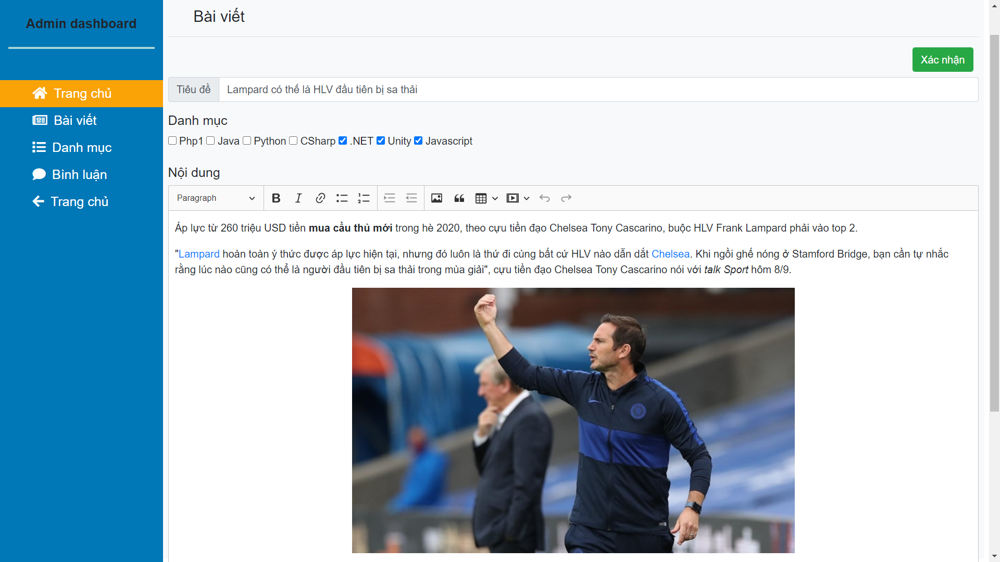 Admin dashboard
Trang chủ
Bài viết
Danh mục
Bình luận
Trang chủ
Bài viết
Xác nhận
Tiêu đề
Lampard có thế là HLV đầu tiên bị sa thải
Danh mục
Php1 Java Python CSharp .NET Unity Javascript
Nội dung
Paragraph
Áp lực từ 260 triệu USD tiền mua cầu thủ mới trong hè 2020, theo cựu tiền đạo Chelsea Tony Cascarino, buộc HLV Frank Lampard phải vào top 2.
"Lampard hoàn toàn ý thức được áp lực hiện tại, nhưng đó luôn là thứ đi cùng bất cứ HLV nào dẫn dắt Chelsea. Khi ngồi ghế nóng ở Stamford Bridge, bạn cần tự nhắc
rằng lúc nào cũng có thể là người đầu tiên bị sa thải trong mùa giải", cựu tiền đạo Chelsea Tony Cascarino nói với talk Sport hôm 8/9.